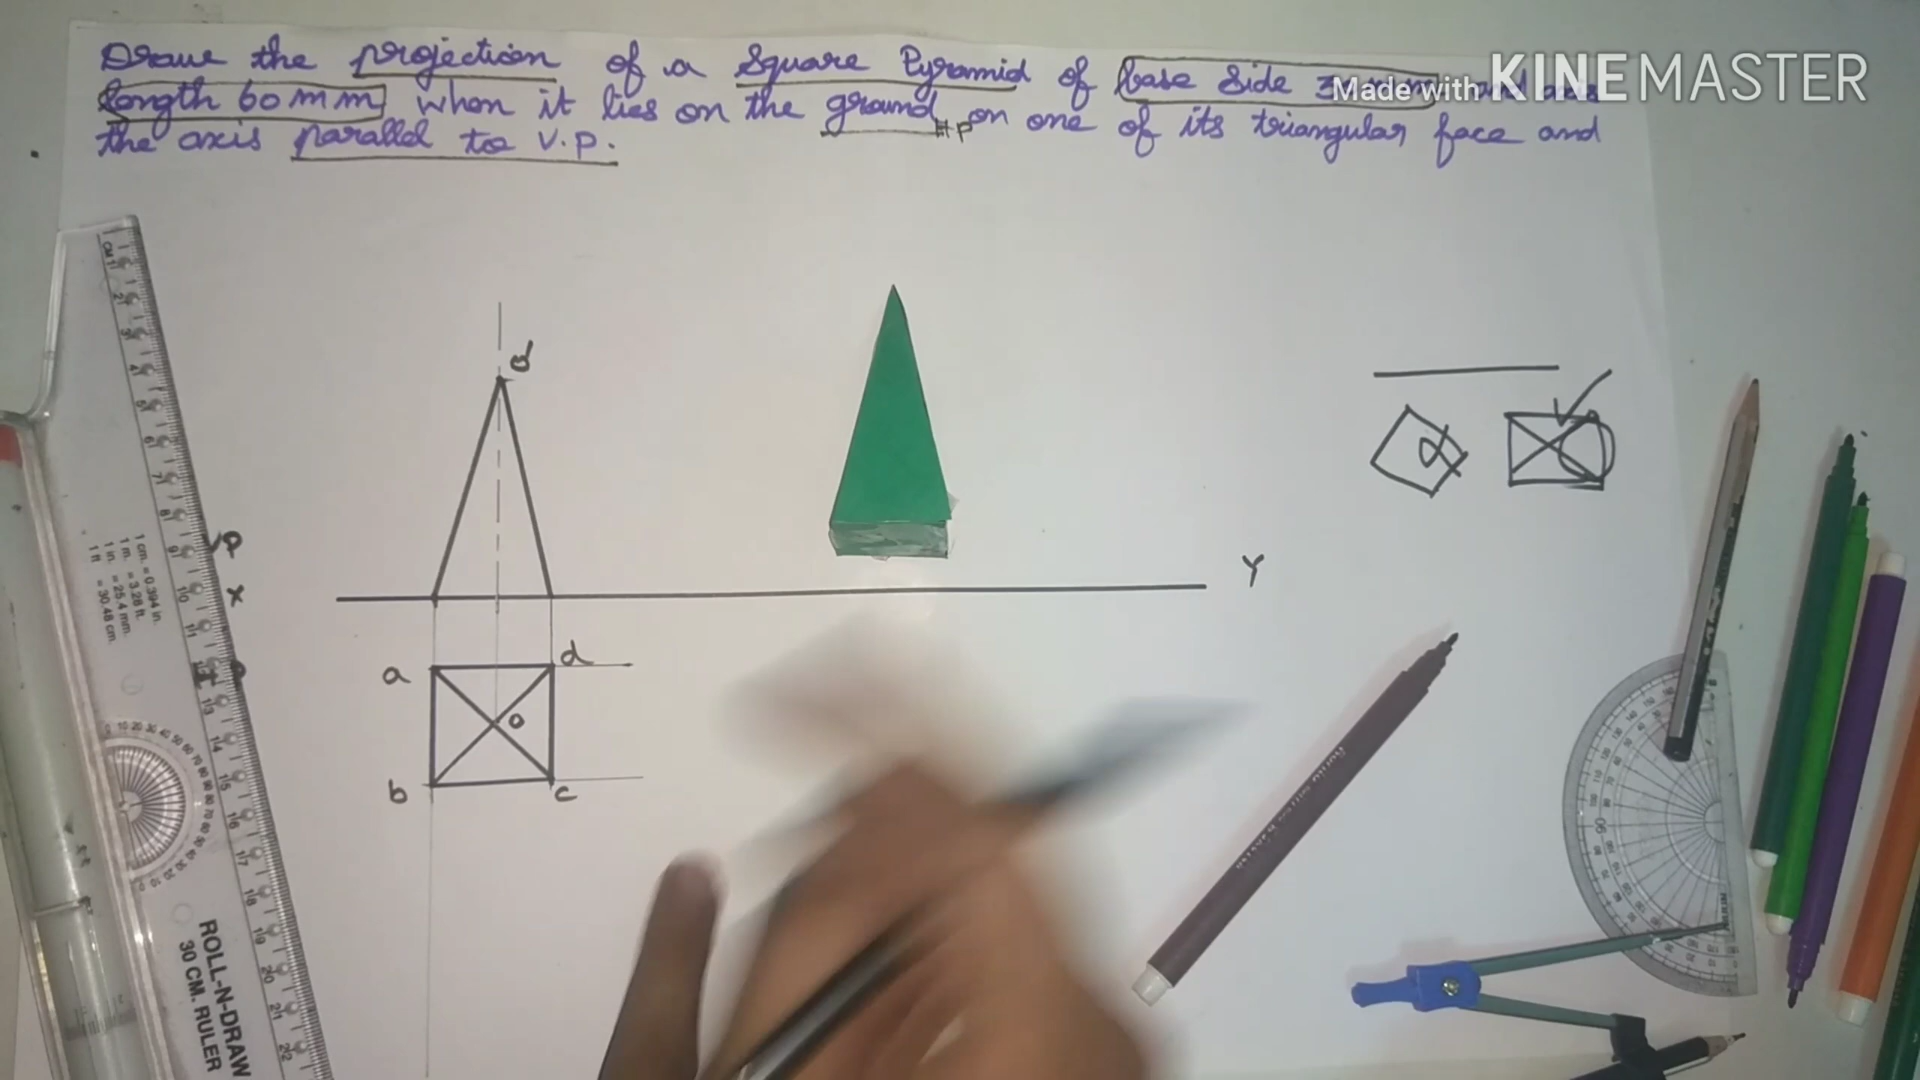 Draw the projection of a Square Pyramid of base side
length 60 mm when it lies on the ground on one of its triangular face and
HP
the axis parallel to V.P.
Made with KINEMASTER
o'
Y
x
a
d
o
b
c
ROLL-N-DRAW
30 CM. RULER
1 cm. = 0.394 in.
1 m. = 3.28 ft.
1 in. = 25.4 mm.
1 ft. = 30.48 cm.